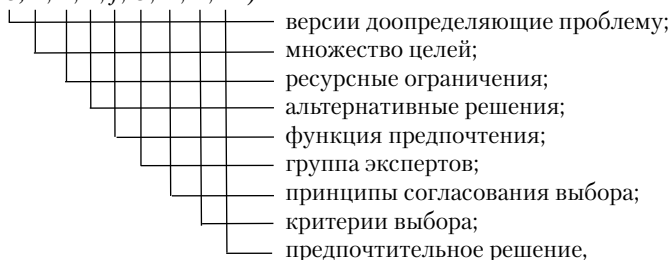 версии доопределяющие проблему;
множество целей;
ресурсные ограничения;
альтернативные решения;
функция предпочтения;
группа экспертов;
принципы согласования выбора;
критерии выбора;
предпочтительное решение,